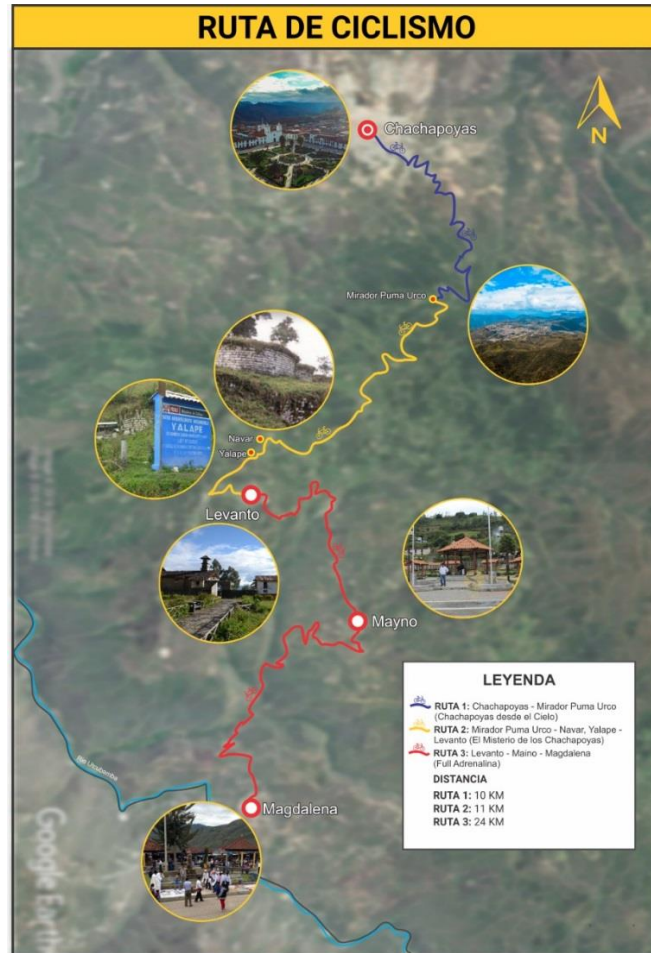 RUTA DE CICLISMO
Chachapoyas
N
Mirador Puma Urco
Navar
YALAPE
Yalape
Levanto
Mayno
LEYENDA
RUTA 1: Chachapoyas - Mirador Puma Urco
(Chachapoyas desde el Cielo)
RUTA 2: Mirador Puma Urco - Navar, Yalape -
Levanto (El Misterio de los Chachapoyas)
RUTA 3: Levanto - Maino - Magdalena
(Full Adrenalina)
DISTANCIA
RUTA 1: 10 KM
RUTA 2: 11 KM
RUTA 3: 24 KM
Magdalena
Google Earth